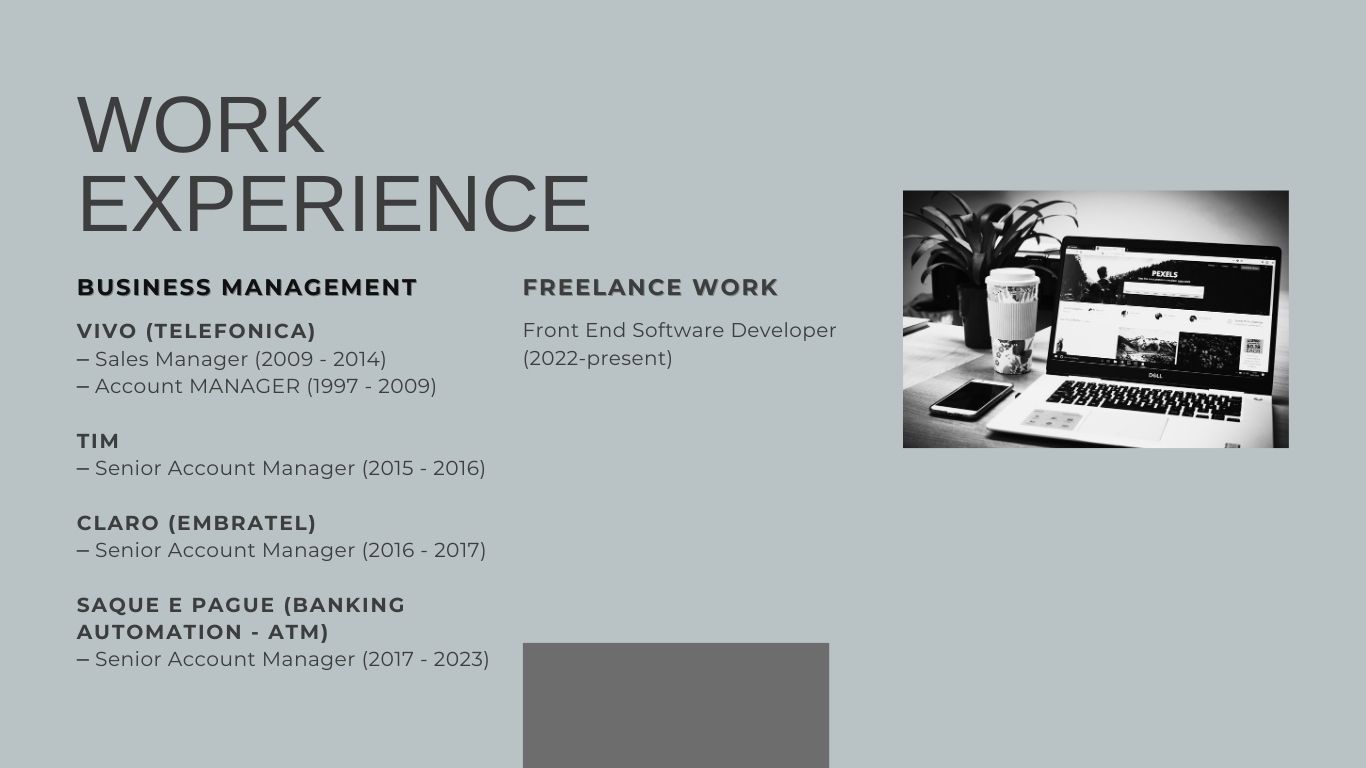 WORK
EXPERIENCE
BUSINESS MANAGEMENT
VIVO (TELEFONICA)
– Sales Manager (2009 - 2014)
– Account MANAGER (1997 - 2009)
TIM
– Senior Account Manager (2015 - 2016)
CLARO (EMBRATEL)
– Senior Account Manager (2016 - 2017)
SAQUE E PAGUE (BANKING
AUTOMATION - ATM)
– Senior Account Manager (2017 - 2023)
FREELANCE WORK
Front End Software Developer
(2022-present)
PEXELS
DELL